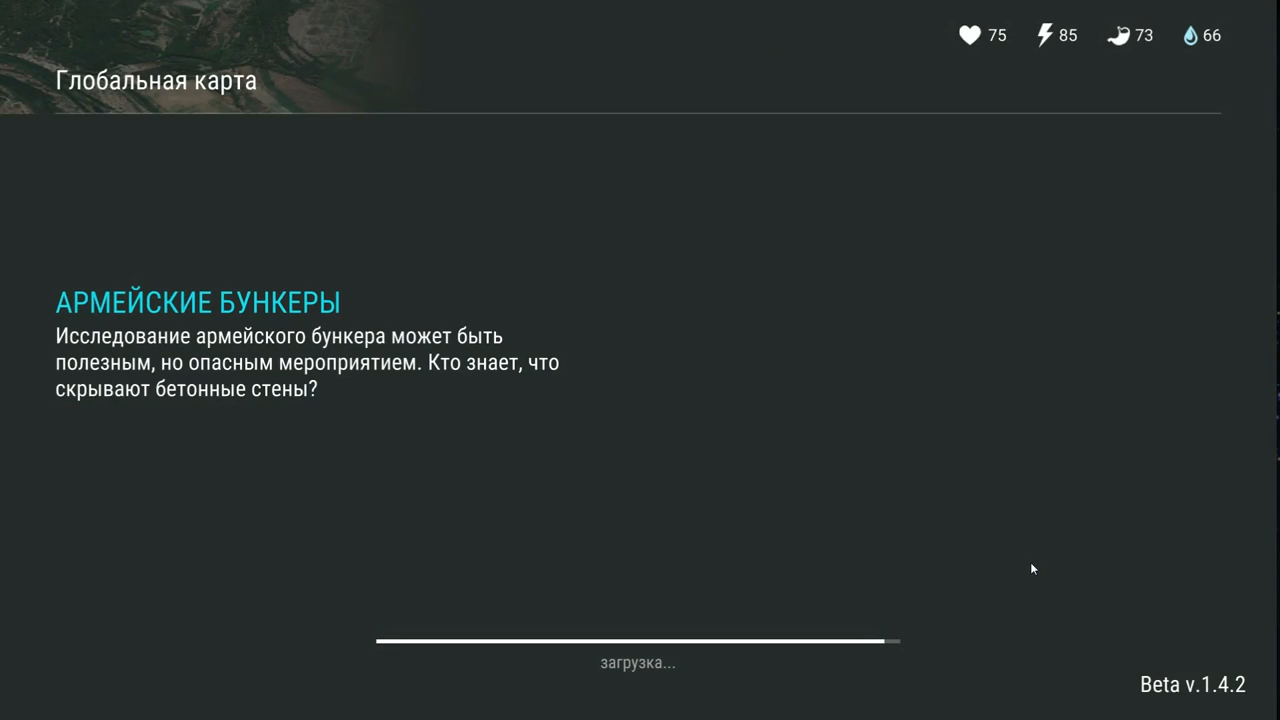 75 85 73 66
Глобальная карта
АРМЕЙСКИЕ БУНКЕРЫ
Исследование армейского бункера может быть
полезным, но опасным мероприятием. Кто знает, что
скрывают бетонные стены?
загрузка...
Beta v.1.4.2